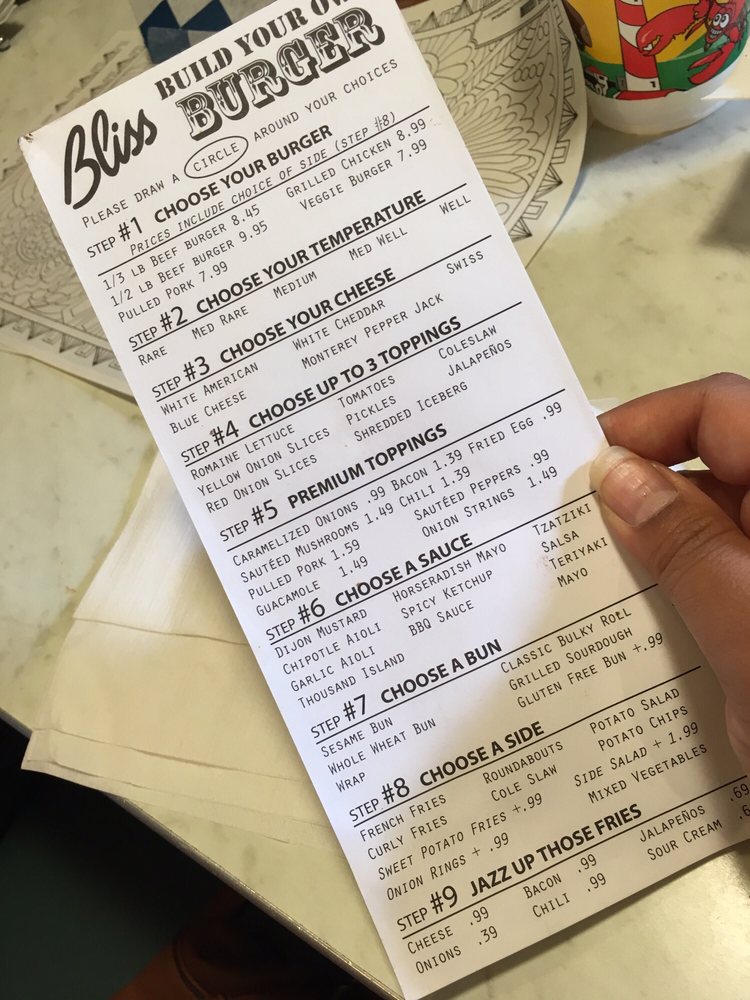 Bliss
BUILD YOUR OW
BURGER
PLEASE DRAW A CIRCLE AROUND YOUR CHOICES
STEP #1 CHOOSE YOUR BURGER
PRICES INCLUDE CHOICE OF SIDE (STEP #8)
1/3 LB BEEF BURGER 8.45 GRILLED CHICKEN 8.99
1/2 LB BEEF BURGER 9.95 VEGGIE BURGER 7.99
PULLED PORK 7.99
STEP #2 CHOOSE YOUR TEMPERATURE
RARE MED RARE MEDIUM MED WELL WELL
STEP #3 CHOOSE YOUR CHEESE
WHITE AMERICAN WHITE CHEDDAR SWISS
BLUE CHEESE MONTEREY PEPPER JACK
STEP #4 CHOOSE UP TO 3 TOPPINGS
ROMAINE LETTUCE TOMATOES COLESLAW
YELLOW ONION SLICES PICKLES JALAPEÑOS
RED ONION SLICES SHREDDED ICEBERG
STEP #5 PREMIUM TOPPINGS
CARAMELIZED ONIONS .99 BACON 1.39 FRIED EGG .99
SAUTÉED MUSHROOMS 1.49 CHILI 1.39
PULLED PORK 1.59 SAUTÉED PEPPERS .99
GUACAMOLE 1.49 ONION STRINGS 1.49
STEP #6 CHOOSE A SAUCE
DIJON MUSTARD HORSERADISH MAYO TZATZIKI
CHIPOTLE AIOLI SPICY KETCHUP SALSA
GARLIC AIOLI BBQ SAUCE TERIYAKI
THOUSAND ISLAND MAYO
STEP #7 CHOOSE A BUN
SESAME BUN CLASSIC BULKY ROLL
WHOLE WHEAT BUN GRILLED SOURDOUGH
WRAP GLUTEN FREE BUN +.99
STEP #8 CHOOSE A SIDE
FRENCH FRIES ROUNDABOUTS POTATO SALAD
CURLY FRIES COLE SLAW POTATO CHIPS
SWEET POTATO FRIES +.99 SIDE SALAD + 1.99
ONION RINGS + .99 MIXED VEGETABLES
STEP #9 JAZZ UP THOSE FRIES
CHEESE .99 BACON .99 JALAPEÑOS .69
ONIONS .39 CHILI .99 SOUR CREAM